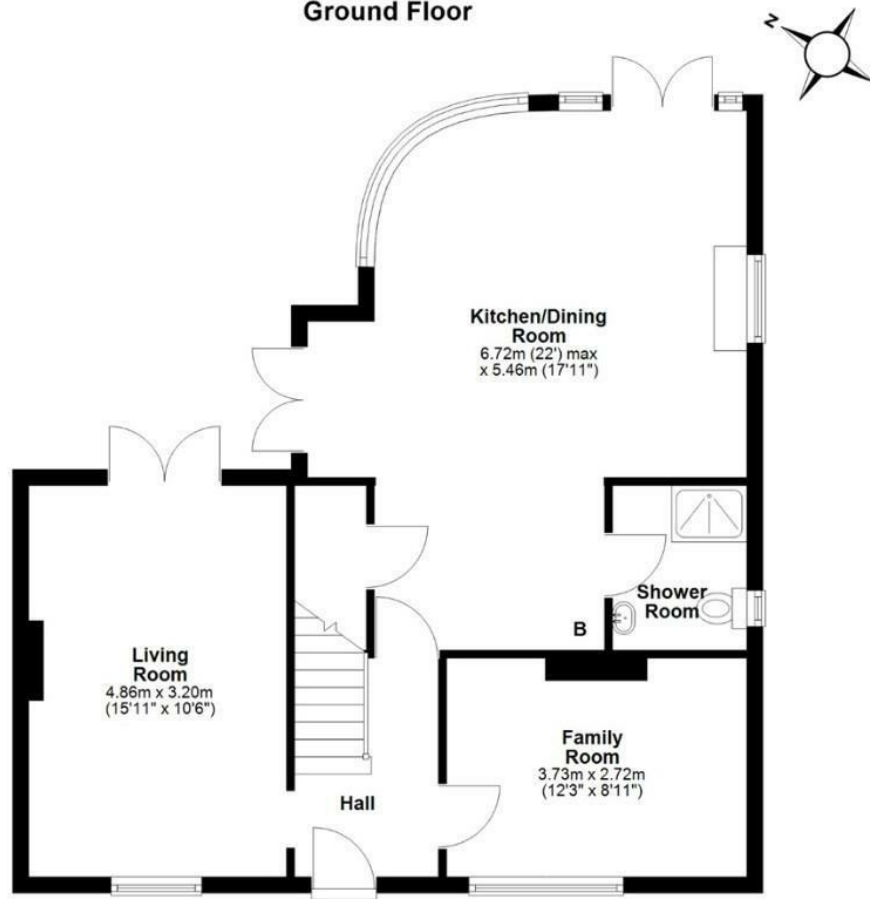 Ground Floor
N
Kitchen/Dining
Room
6.72m (22') max
x 5.46m (17'11")
Shower
Room
B
Living
Room
4.86m x 3.20m
(15'11" x 10'6")
Family
Room
3.73m x 2.72m
(12'3" x 8'11")
Hall